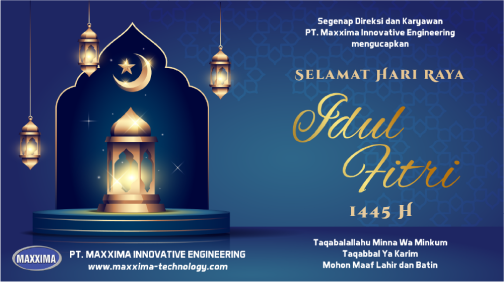 Segenap Direksi dan Karyawan
PT. Maxxima Innovative Engineering
mengucapkan
Selamat Hari Raya
Idul
Fitri
1445 H
Taqabalallahu Minna Wa Minkum
Taqabbal Ya Karim
Mohon Maaf Lahir dan Batin
MAXXIMA
PT. MAXXIMA INNOVATIVE ENGINEERING
www.maxxima-technology.com